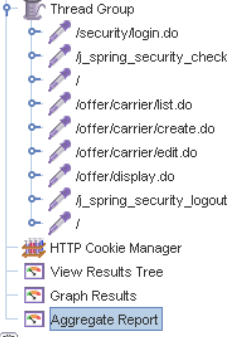 Thread Group
/security/login.do
/j_spring_security_check
/
/offer/carrier/list.do
/offer/carrier/create.do
/offer/carrier/edit.do
/offer/display.do
/j_spring_security_logout
/
HTTP Cookie Manager
View Results Tree
Graph Results
Aggregate Report